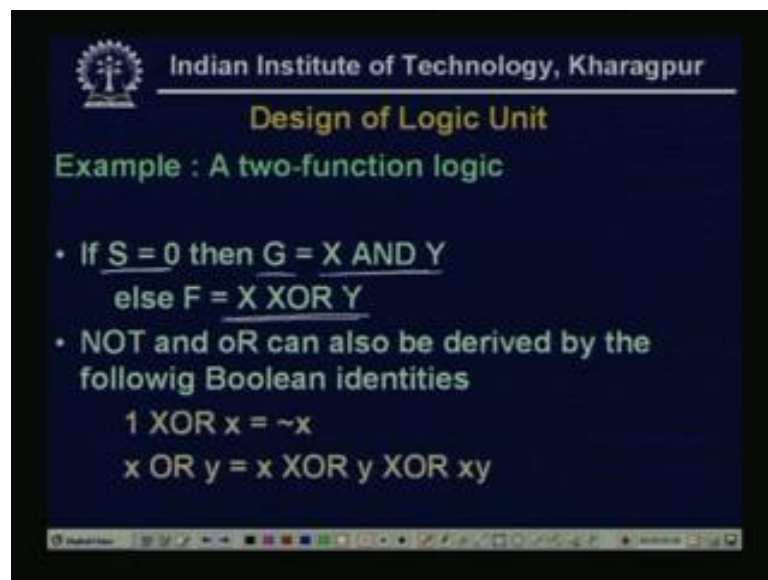 Indian Institute of Technology, Kharagpur
Design of Logic Unit
Example : A two-function logic
• If S = 0 then G = X AND Y
else F = X XOR Y
• NOT and oR can also be derived by the
followig Boolean identities
1 XOR x = ~x
x OR y = x XOR y XOR xy